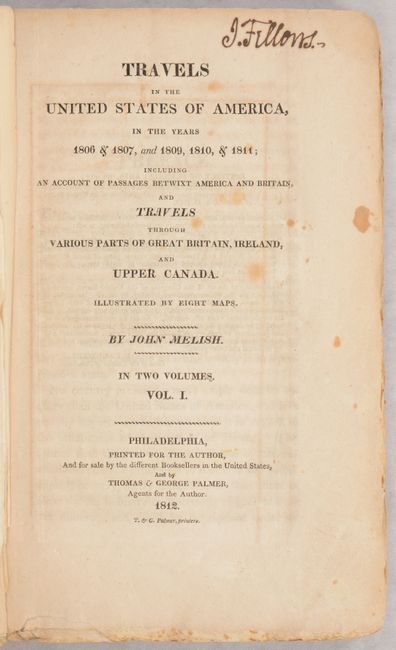 J. Fellows.
TRAVELS
IN THE
UNITED STATES OF AMERICA,
IN THE YEARS
1806 & 1807, and 1809, 1810, & 1811;
INCLUDING
AN ACCOUNT OF PASSAGES BETWIXT AMERICA AND BRITAIN,
AND
TRAVELS
THROUGH
VARIOUS PARTS OF GREAT BRITAIN, IRELAND,
AND
UPPER CANADA.
ILLUSTRATED BY EIGHT MAPS.
BY JOHN MELISH.
IN TWO VOLUMES.
VOL. I.
PHILADELPHIA,
PRINTED FOR THE AUTHOR,
And for sale by the different Booksellers in the United States,
And by
THOMAS & GEORGE PALMER,
Agents for the Author.
1812.
T. & G. Palmer, printers.